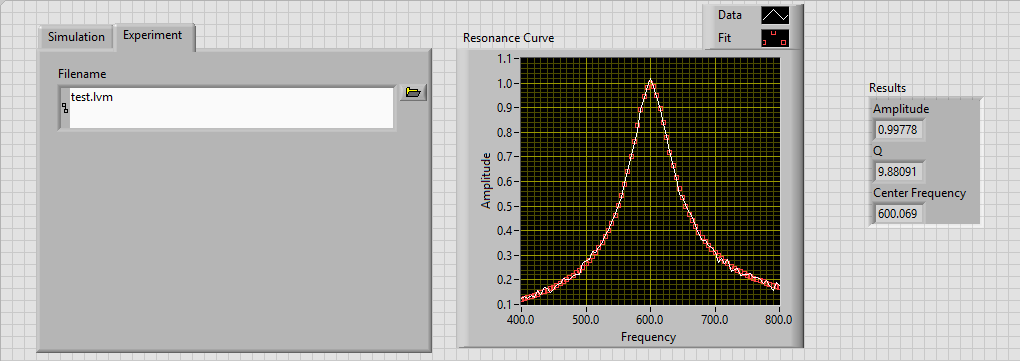 Simulation
Experiment
Filename
test.lvm
Data
Fit
Resonance Curve
1.1
1.0
0.9
0.8
0.7
0.6
0.5
0.4
0.3
0.2
0.1
Amplitude
400.0
500.0
600.0
700.0
800.0
Frequency
Results
Amplitude
0.99778
Q
9.88091
Center Frequency
600.069